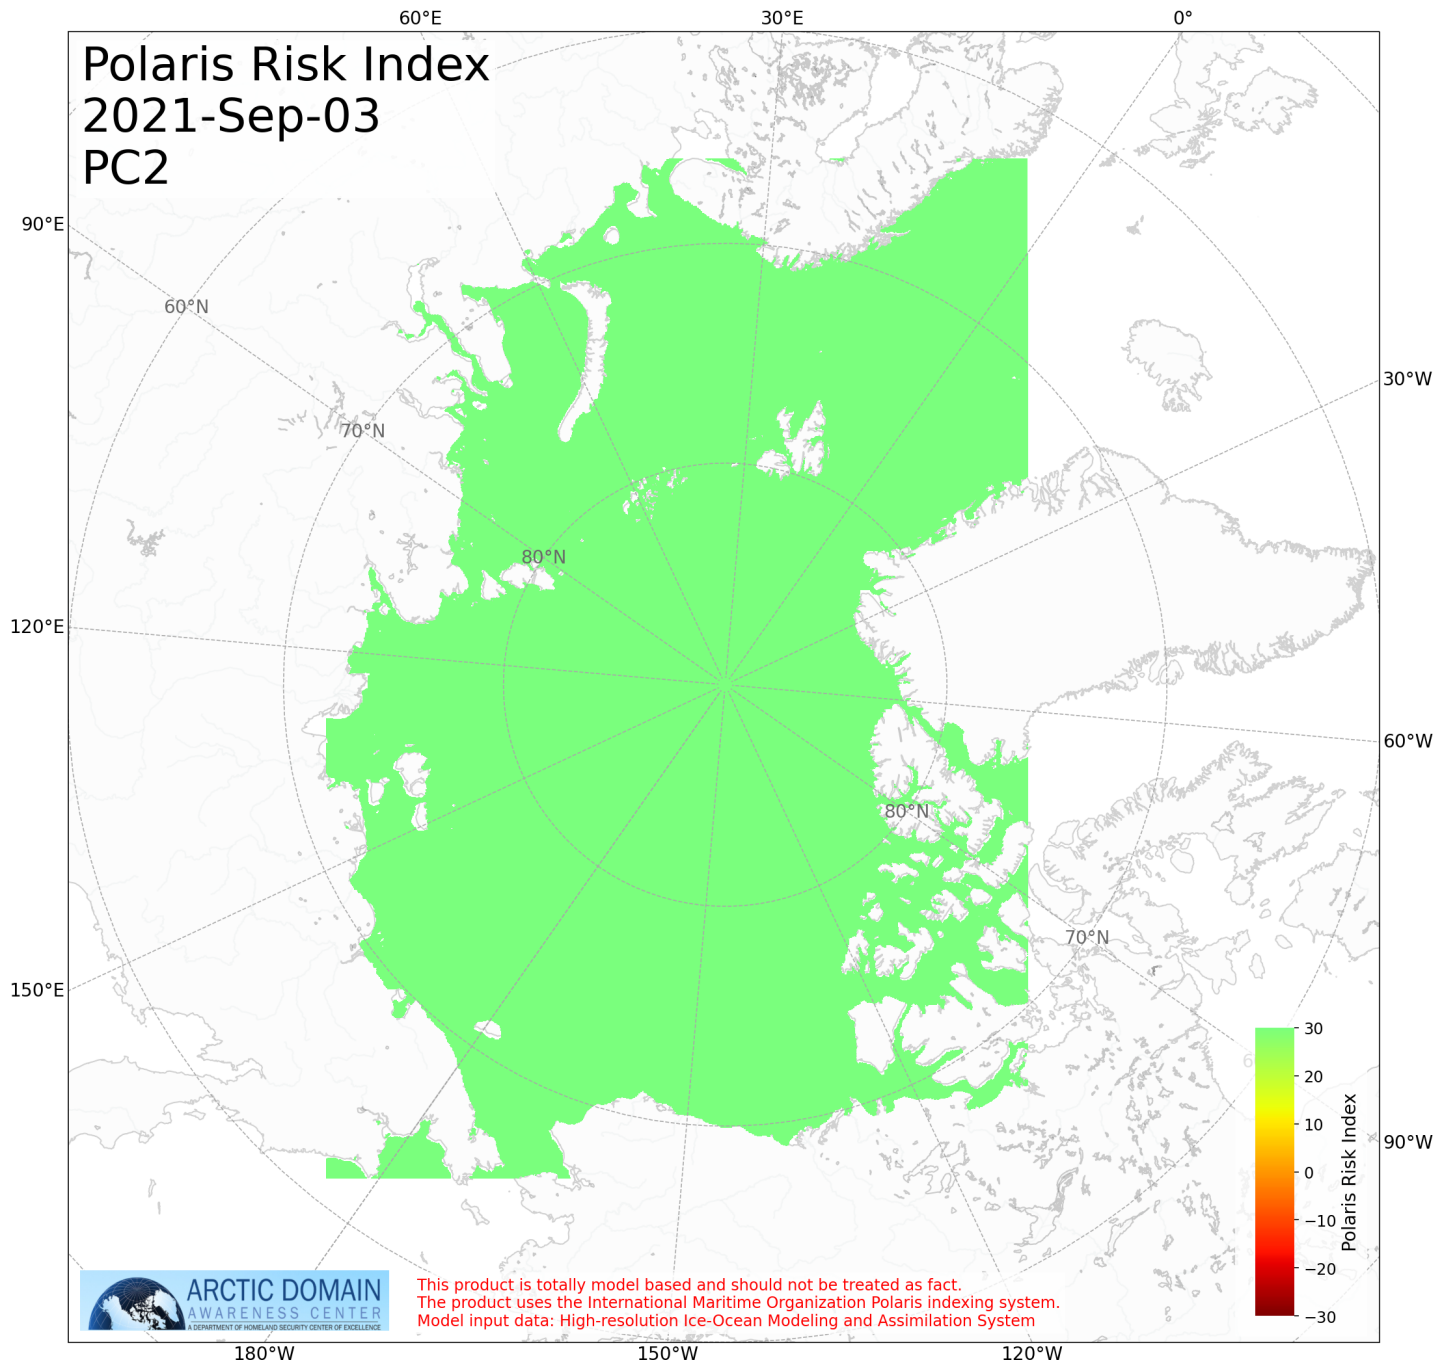 60°E
30°E
0°
Polaris Risk Index
2021-Sep-03
PC2
90°E
60°N
30°W
70°N
80°N
120°E
60W°
80°N
70°N
150°E
30
20
10
0
−10
−20
−30
Polaris Risk Index
90°W
ARCTIC DOMAIN
AWARENESS CENTER
A DEPARTMENT OF HOMELAND SECURITY CENTER OF EXCELLENCE
This product is totally model based and should not be treated as fact.
The product uses the International Maritime Organization Polaris indexing system.
Model input data: High-resolution Ice-Ocean Modeling and Assimilation System
180°W
150°W
120°W